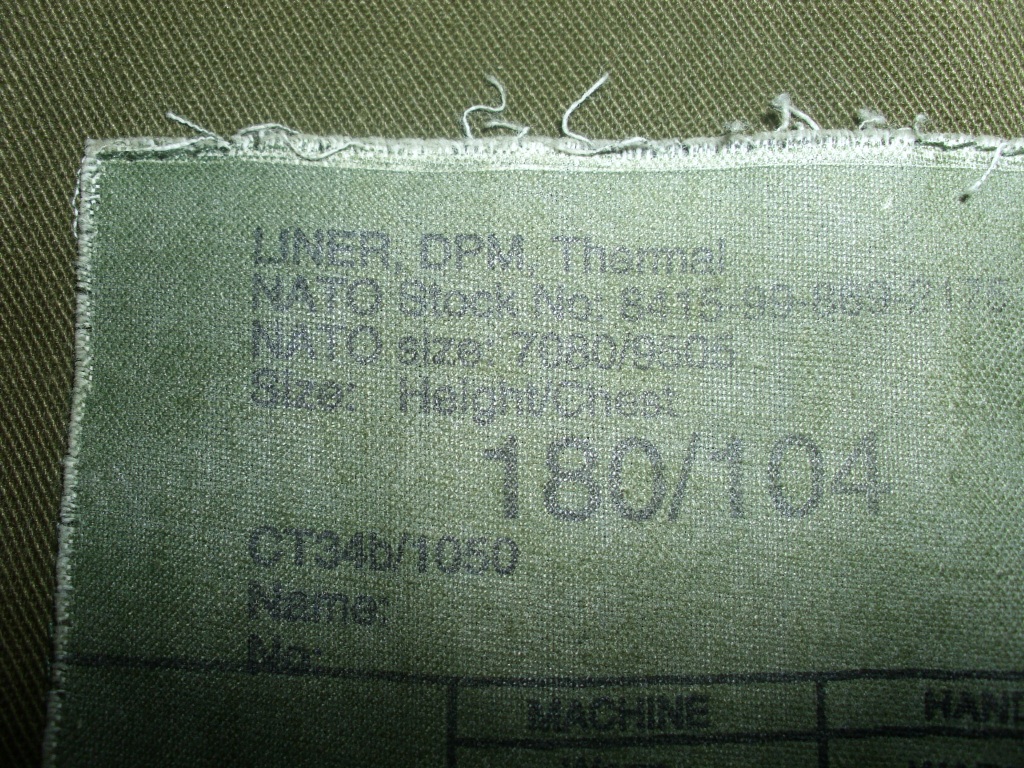 LINER, DPM, Thermal
NATO Stock No: 8415-99-869-
NATO size: 7080/9505
Size: Height/Chest
180/104
CT34b/1050
Name:
No.
MACHINE HAND